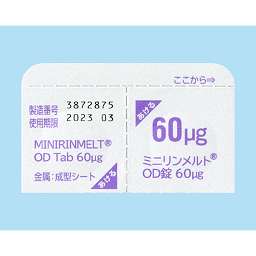 ここから⇒
製造番号 3872875
使用期限 2023 03
MINIRINMELT®
OD Tab 60µg
金属:成型シート
あける
あける
60µg
ミニリンメルト®
OD錠 60µg